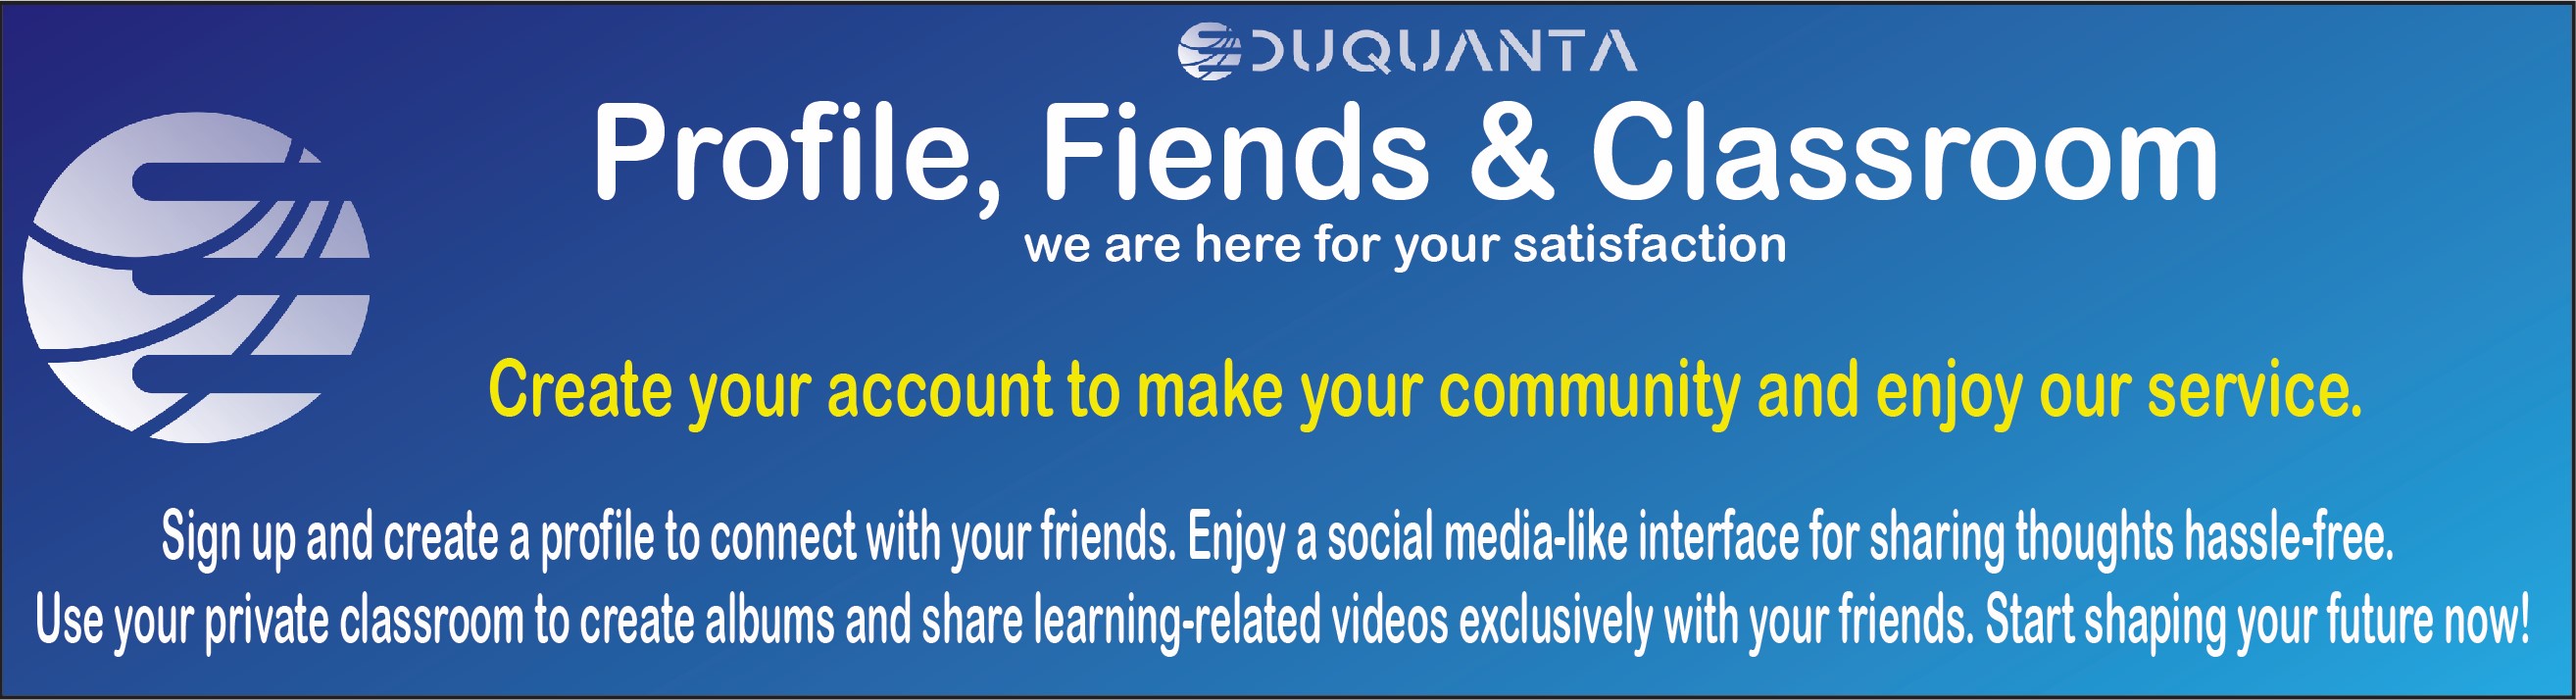 EDUQUANTA
Profile, Fiends & Classroom
we are here for your satisfaction
Create your account to make your community and enjoy our service.
Sign up and create a profile to connect with your friends. Enjoy a social media-like interface for sharing thoughts hassle-free.
Use your private classroom to create albums and share learning-related videos exclusively with your friends. Start shaping your future now!